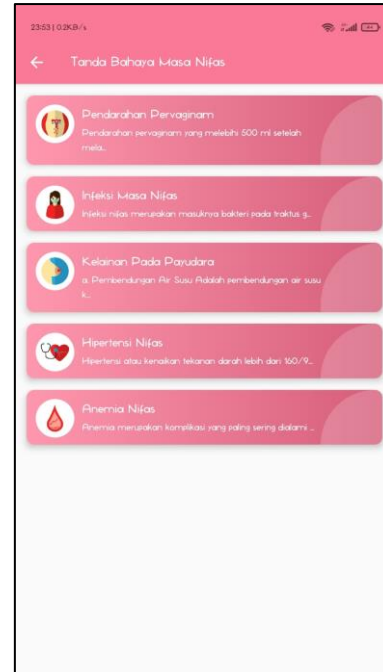 23:53 | 0.2KB/s
Tanda Bahaya Masa Nifas
Pendarahan Pervaginam
Pendarahan pervaginam yang melebihi 500 ml setelah
mela...
Infeksi Masa Nifas
Infeksi nifas merupakan masuknya bakteri pada traktus g...
Kelainan Pada Payudara
a. Pembendungan Air Susu Adalah pembendungan air susu
k...
Hipertensi Nifas
Hipertensi atau kenaikan tekanan darah lebih dari 160/9...
Anemia Nifas
Anemia merupakan komplikasi yang paling sering dialami ...